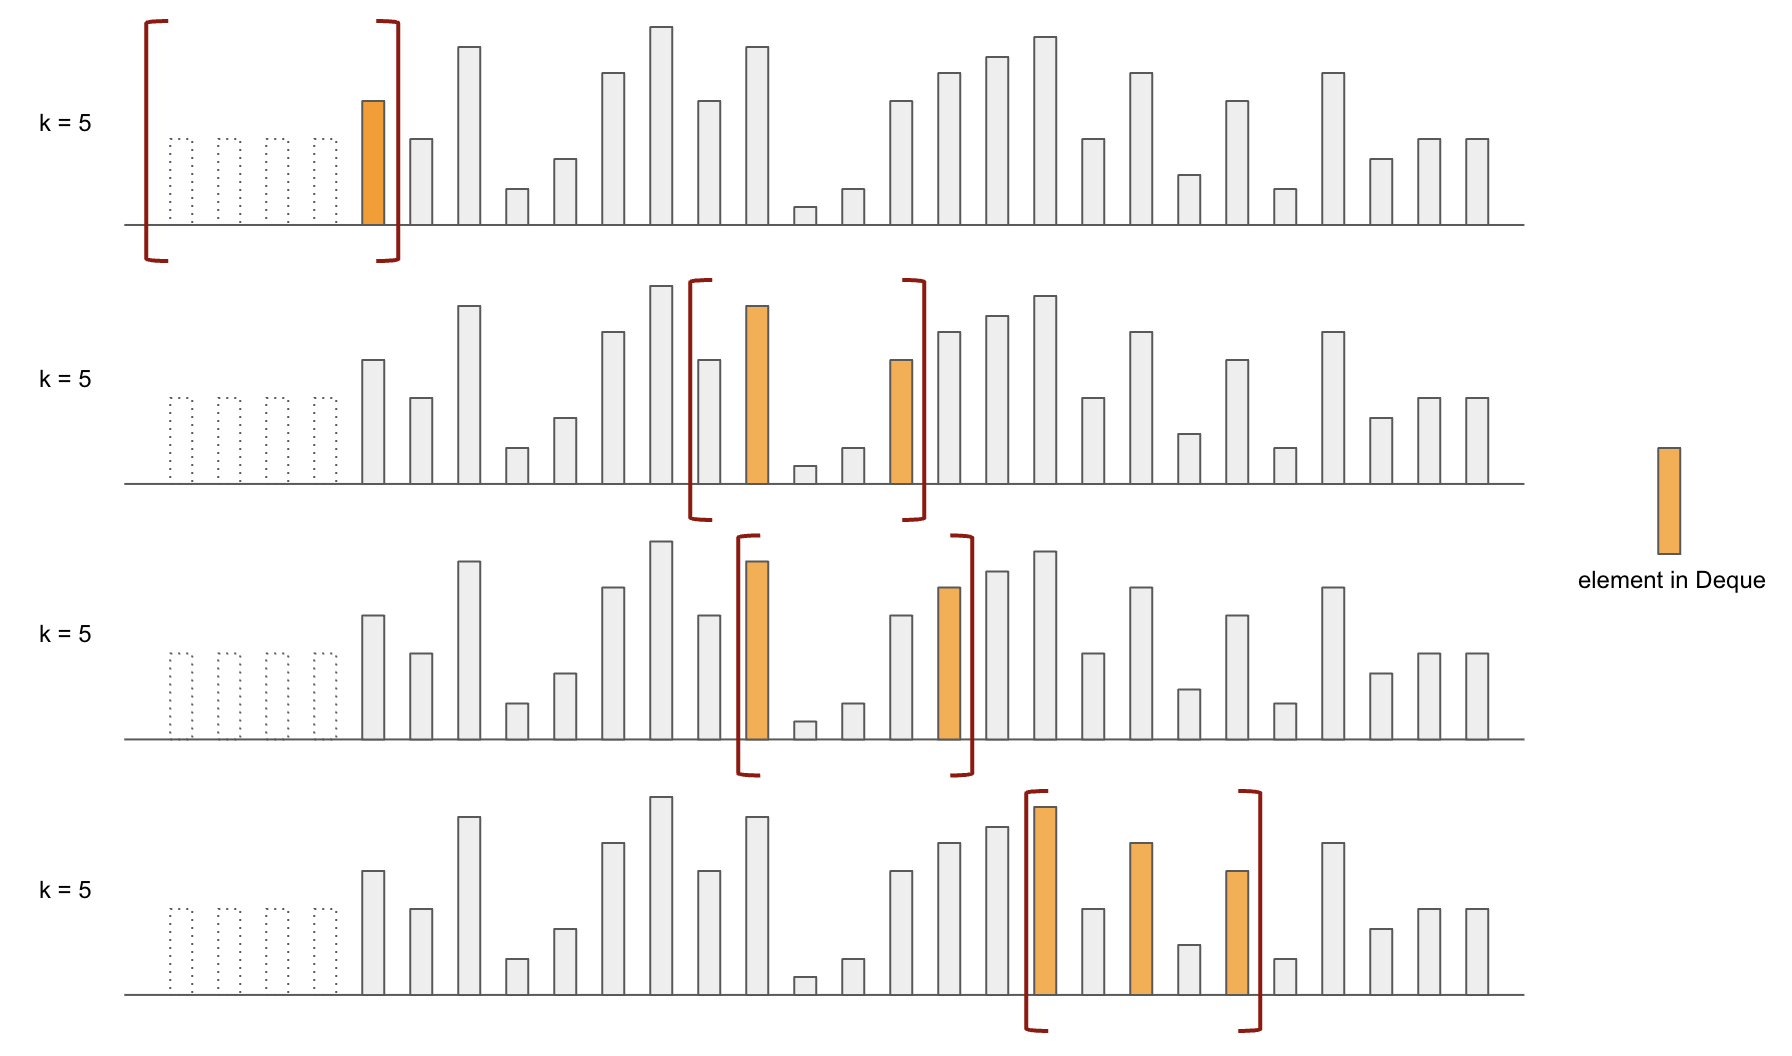 k = 5
k = 5
element in Deque
k = 5
k = 5